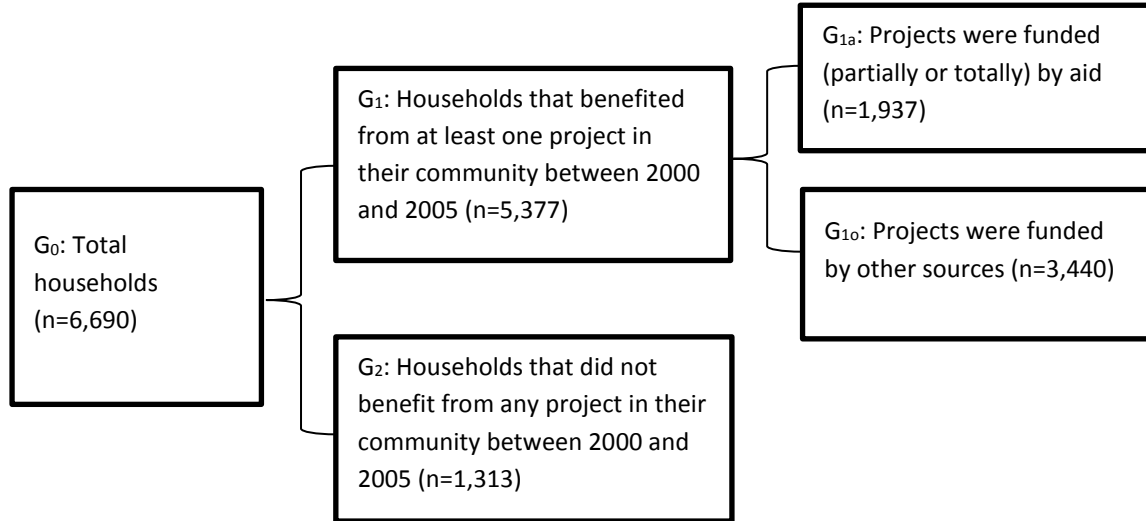 G₀: Total
households
(n=6,690)
G₁: Households that benefited
from at least one project in
their community between 2000
and 2005 (n=5,377)
G₂: Households that did not
benefit from any project in their
community between 2000 and
2005 (n=1,313)
G₁ₐ: Projects were funded
(partially or totally) by aid
(n=1,937)
G₁ₒ: Projects were funded
by other sources (n=3,440)